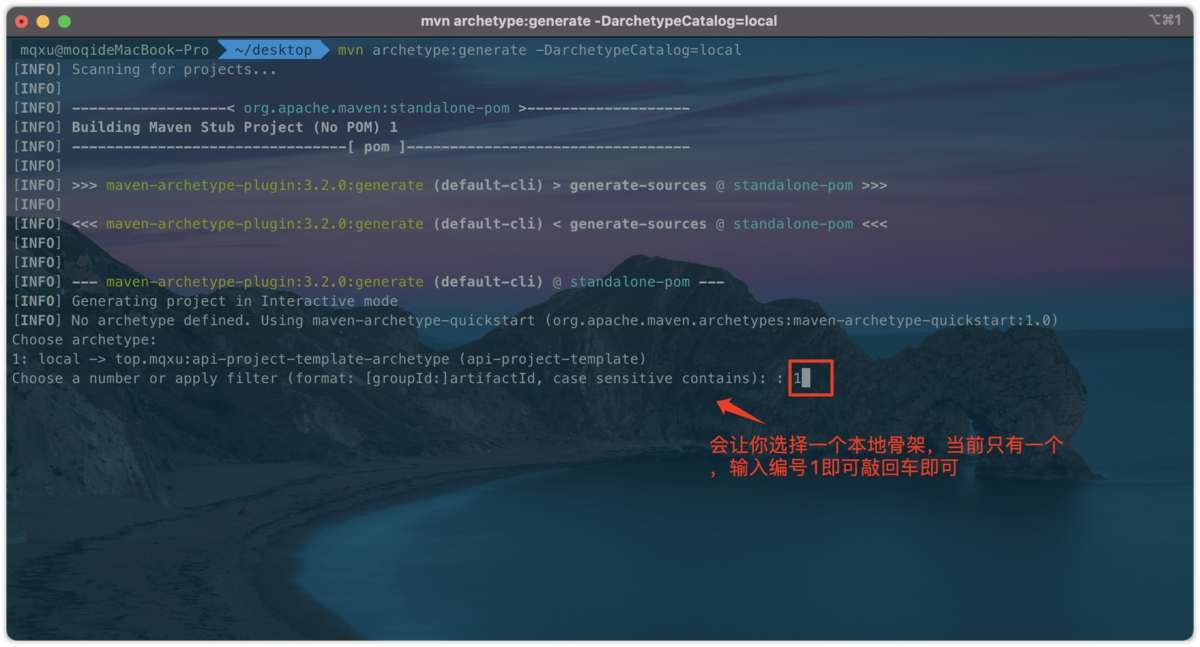 mvn archetype:generate -DarchetypeCatalog=local
⌥⌘1
mqxu@moqideMacBook-Pro ~/desktop mvn archetype:generate -DarchetypeCatalog=local
[INFO] Scanning for projects...
[INFO]
[INFO] ------------------< org.apache.maven:standalone-pom >-------------------
[INFO] Building Maven Stub Project (No POM) 1
[INFO] --------------------------------[ pom ]---------------------------------
[INFO]
[INFO] >>> maven-archetype-plugin:3.2.0:generate (default-cli) > generate-sources @ standalone-pom >>>
[INFO]
[INFO] <<< maven-archetype-plugin:3.2.0:generate (default-cli) < generate-sources @ standalone-pom <<<
[INFO]
[INFO]
[INFO] --- maven-archetype-plugin:3.2.0:generate (default-cli) @ standalone-pom ---
[INFO] Generating project in Interactive mode
[INFO] No archetype defined. Using maven-archetype-quickstart (org.apache.maven.archetypes:maven-archetype-quickstart:1.0)
Choose archetype:
1: local -> top.mqxu:api-project-template-archetype (api-project-template)
Choose a number or apply filter (format: [groupId:]artifactId, case sensitive contains): : 1
会让你选择一个本地骨架，当前只有一个
，输入编号1即可敲回车即可